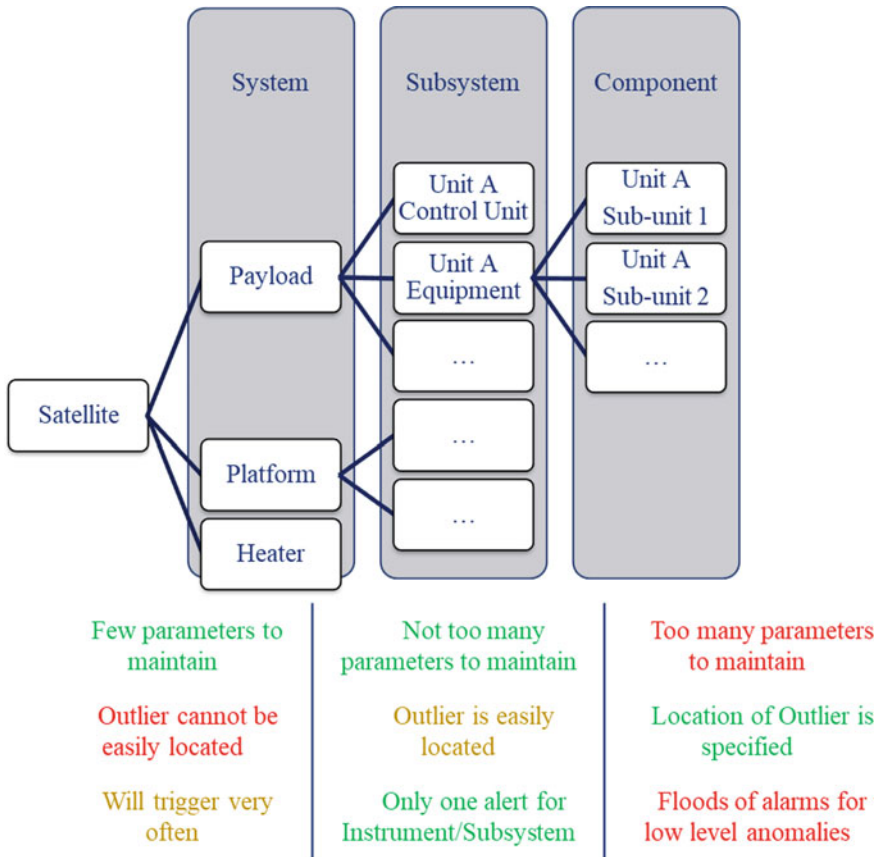 System
Subsystem
Component
Satellite
Payload
Platform
Heater
Unit A
Control Unit
Unit A
Equipment
...
...
...
Unit A
Sub-unit 1
Unit A
Sub-unit 2
...
Few parameters to
maintain
Not too many
parameters to maintain
Too many parameters
to maintain
Outlier cannot be
easily located
Outlier is easily
located
Location of Outlier is
specified
Will trigger very
often
Only one alert for
Instrument/Subsystem
Floods of alarms for
low level anomalies